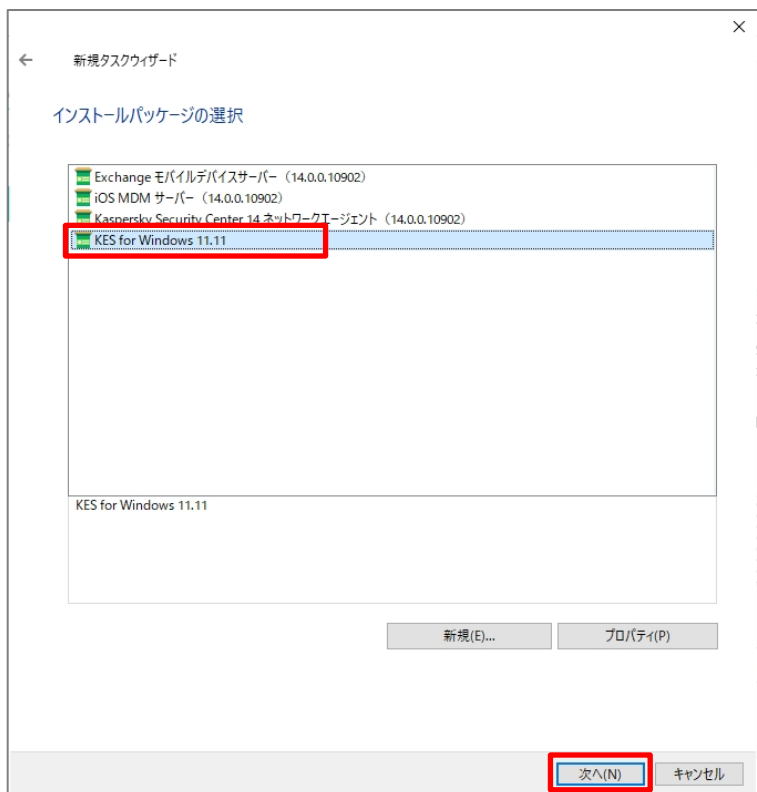 新規タスクウィザード
インストールパッケージの選択
Exchange モバイルデバイスサーバー（14.0.0.10902）
iOS MDM サーバー（14.0.0.10902）
Kaspersky Security Center 14 ネットワークエージェント（14.0.0.10902）
KES for Windows 11.11
KES for Windows 11.11
新規(E)...
プロパティ(P)
次へ(N)
キャンセル